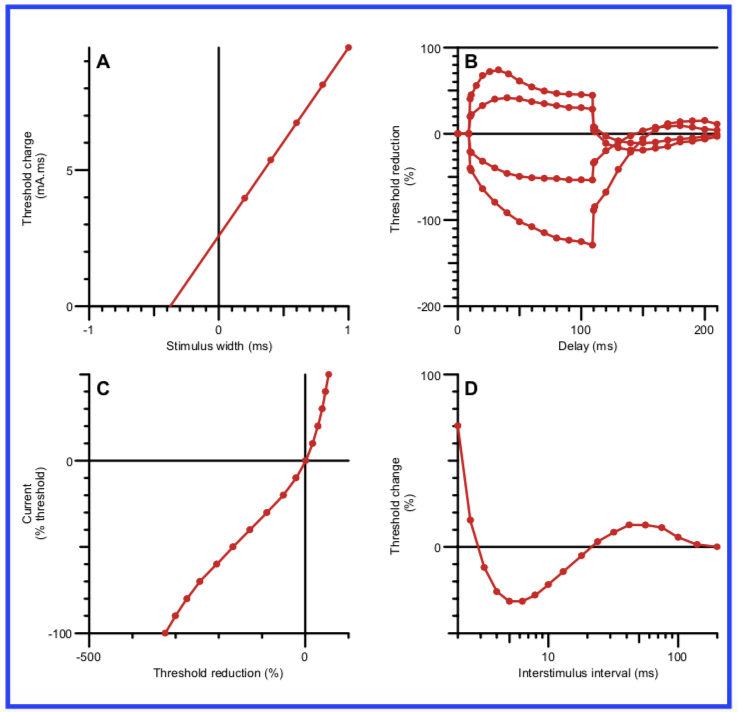 A
Threshold charge
(mA.ms)
5
0
-1
0
1
Stimulus width (ms)
B
Threshold reduction
(%)
100
0
-100
-200
0
100
200
Delay (ms)
C
Current
(% threshold)
0
-100
-500
0
Threshold reduction (%)
D
Threshold change
(%)
100
0
10
100
Interstimulus interval (ms)